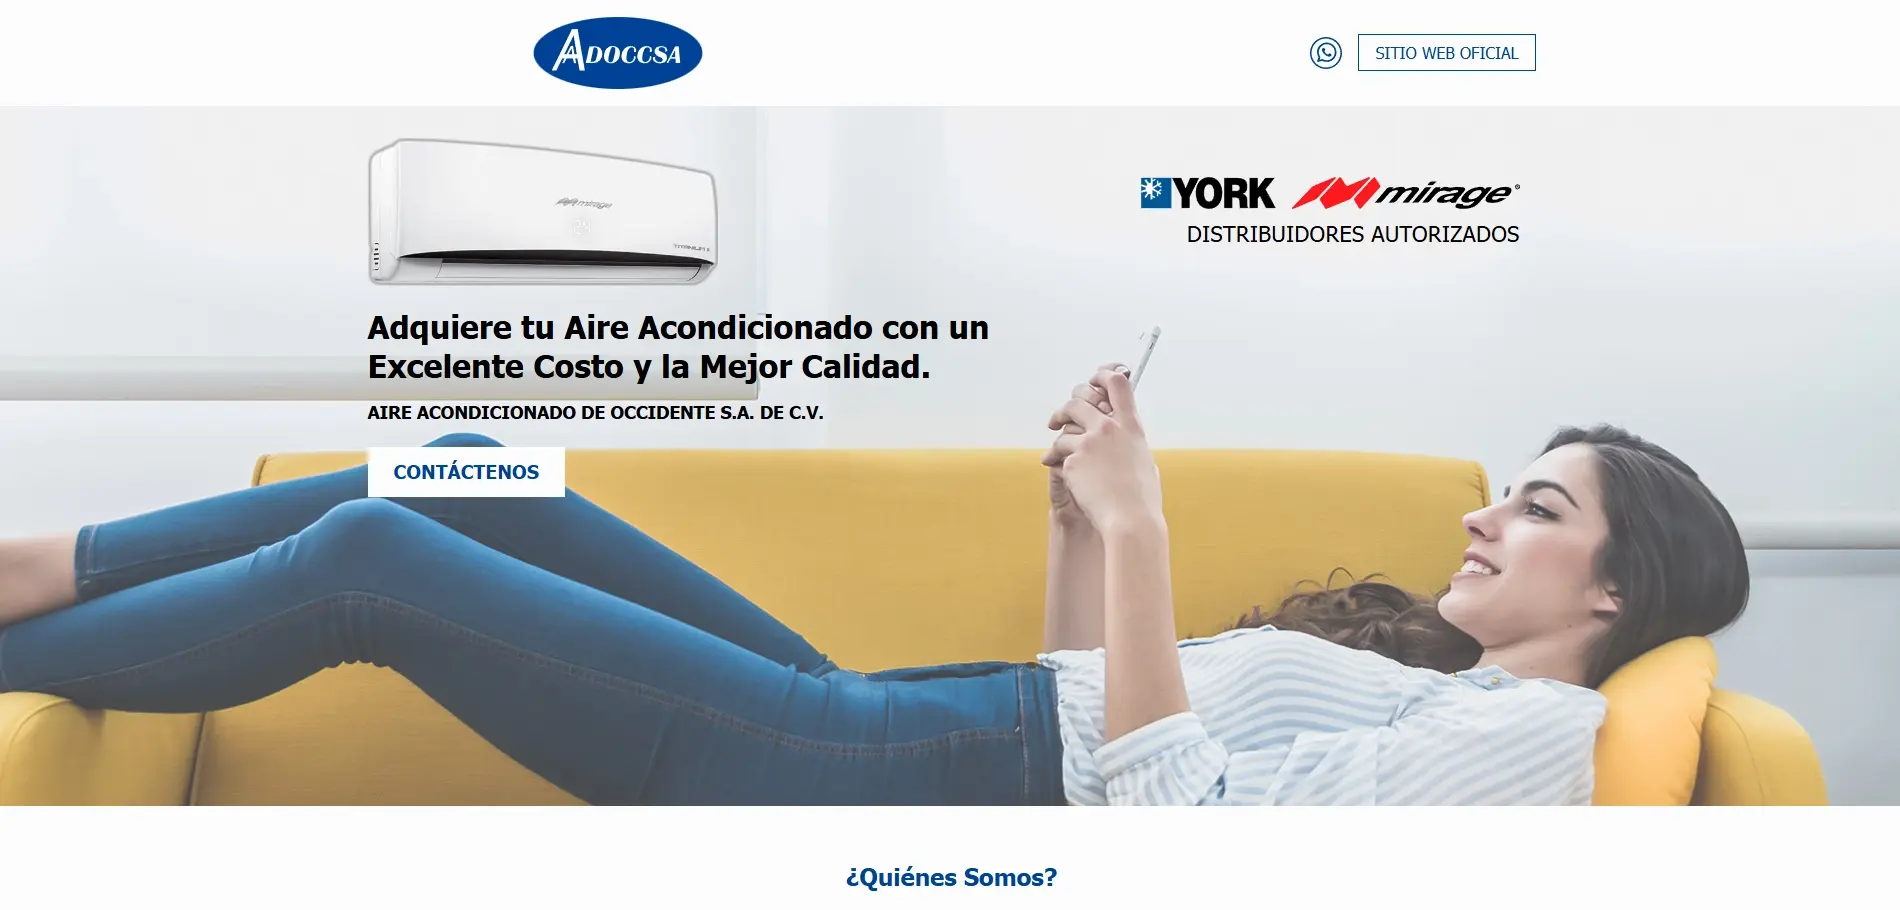 ADOCCSA
SITIO WEB OFICIAL
mirage
TITANIUM
YORK mirage®
DISTRIBUIDORES AUTORIZADOS
Adquiere tu Aire Acondicionado con un
Excelente Costo y la Mejor Calidad.
AIRE ACONDICIONADO DE OCCIDENTE S.A. DE C.V.
CONTÁCTENOS
¿Quiénes Somos?